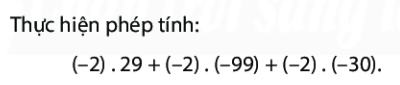 Thực hiện phép tính:
(–2) . 29 + (–2) . (–99) + (–2) . (–30).